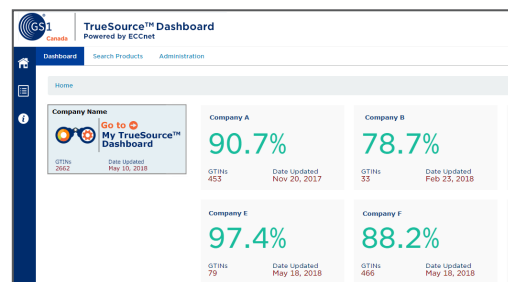 GS1
Canada
TrueSource™ Dashboard
Powered by ECCnet
Dashboard Search Products Administration
Home
Company Name
Go to
My TrueSource™
Dashboard
GTINs Date Updated
2662 May 10, 2018
Company A
90.7%
GTINs Date Updated
453 Nov 20, 2017
Company B
78.7%
GTINs Date Updated
33 Feb 23, 2018
Company E
97.4%
GTINs Date Updated
79 May 18, 2018
Company F
88.2%
GTINs Date Updated
466 May 18, 2018